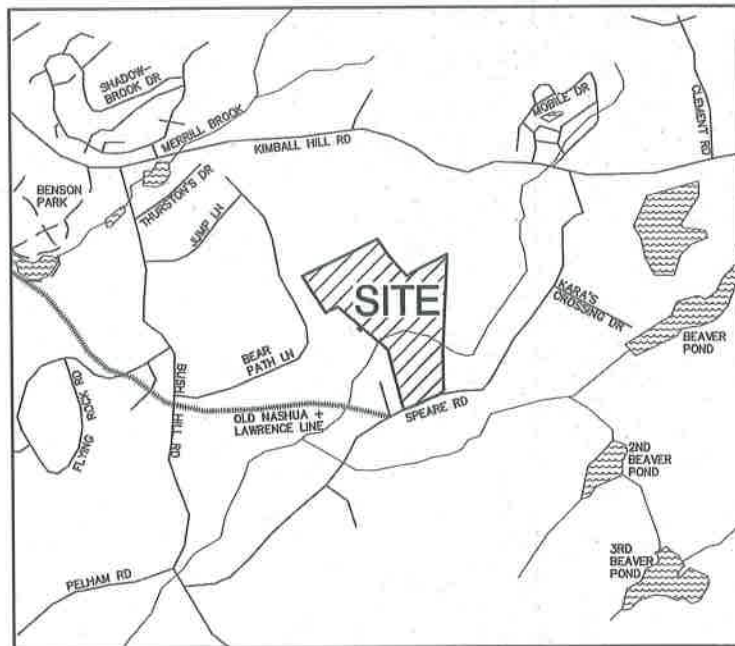 SHADOW-
BROOK DR
MERRILL BROOK
KIMBALL HILL RD
MOBILE DR
CLEMENT RD
BENSON
PARK
THURSTON'S DR
JUMP LN
SITE
KARA'S
CROSSING DR
BEAVER
POND
BEAR
PATH LN
BUSH
HILL RD
FLYING
ROCK RD
OLD NASHUA +
LAWRENCE LINE
SPEARE RD
2ND
BEAVER
POND
3RD
BEAVER
POND
PELHAM RD